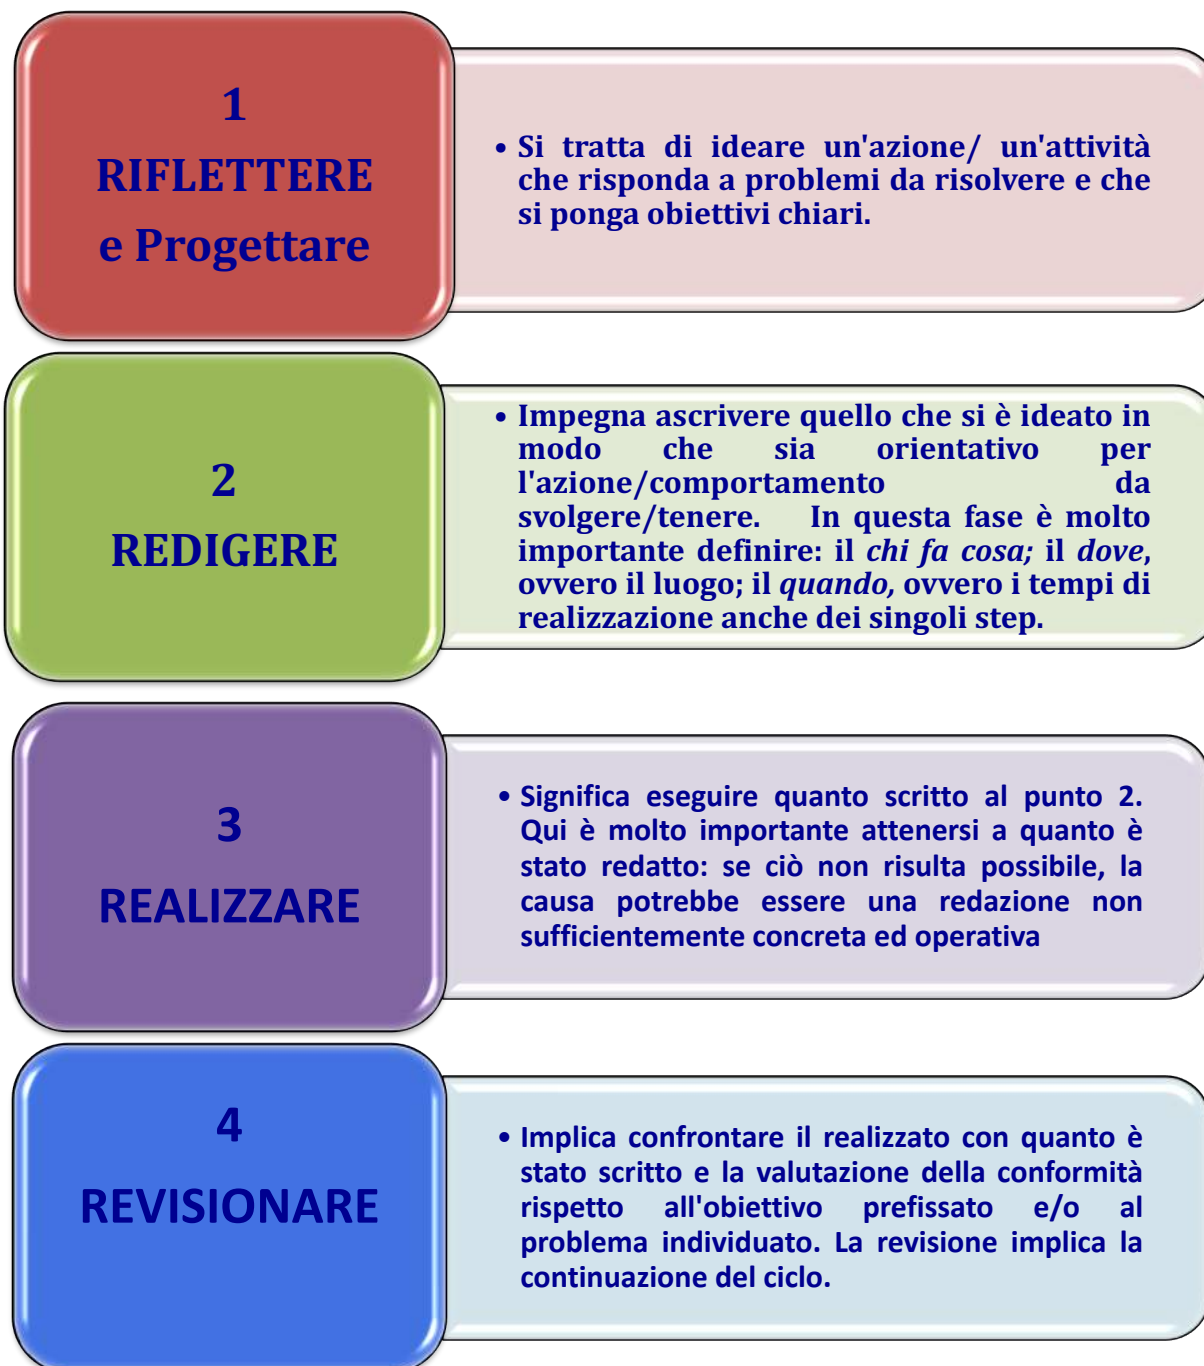 1
RIFLETTERE
e Progettare
• Si tratta di ideare un'azione/ un'attività
che risponda a problemi da risolvere e che
si ponga obiettivi chiari.
2
REDIGERE
• Impegna ascrivere quello che si è ideato in
modo che sia orientativo per
l'azione/comportamento da
svolgere/tenere. In questa fase è molto
importante definire: il chi fa cosa; il dove,
ovvero il luogo; il quando, ovvero i tempi di
realizzazione anche dei singoli step.
3
REALIZZARE
• Significa eseguire quanto scritto al punto 2.
Qui è molto importante attenersi a quanto è
stato redatto: se ciò non risulta possibile, la
causa potrebbe essere una redazione non
sufficientemente concreta ed operativa
4
REVISIONARE
• Implica confrontare il realizzato con quanto è
stato scritto e la valutazione della conformità
rispetto all'obiettivo prefissato e/o al
problema individuato. La revisione implica la
continuazione del ciclo.